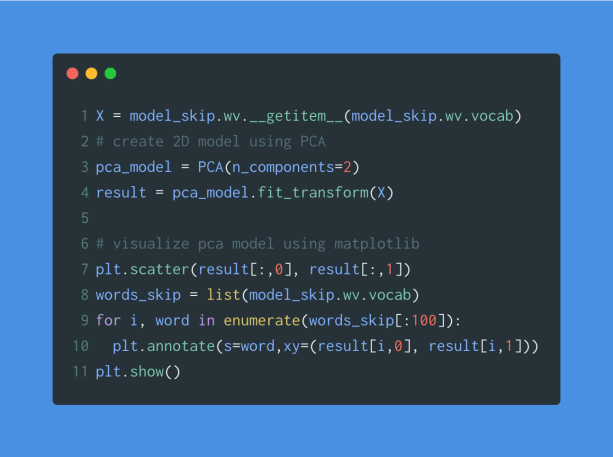 1 X = model_skip.wv.__getitem__(model_skip.wv.vocab)
2 # create 2D model using PCA
3 pca_model = PCA(n_components=2)
4 result = pca_model.fit_transform(X)
5
6 # visualize pca model using matplotlib
7 plt.scatter(result[:,0], result[:,1])
8 words_skip = list(model_skip.wv.vocab)
9 for i, word in enumerate(words_skip[:100]):
10   plt.annotate(s=word,xy=(result[i,0], result[i,1]))
11 plt.show()